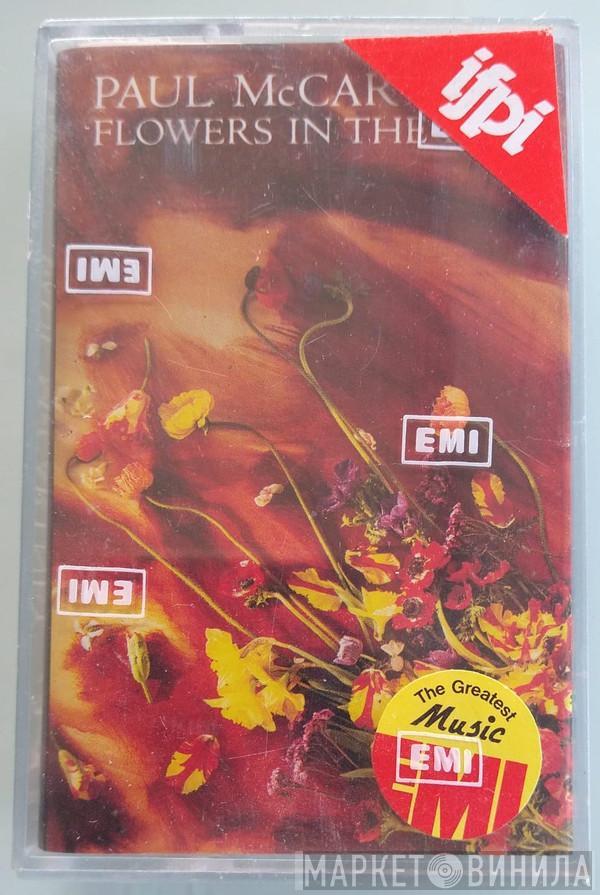 PAUL McCAR
ifpi
FLOWERS IN THE
EMI
EMI
EMI
The Greatest
Music
EMI
EMI
МАРКЕТ ВИНИЛА